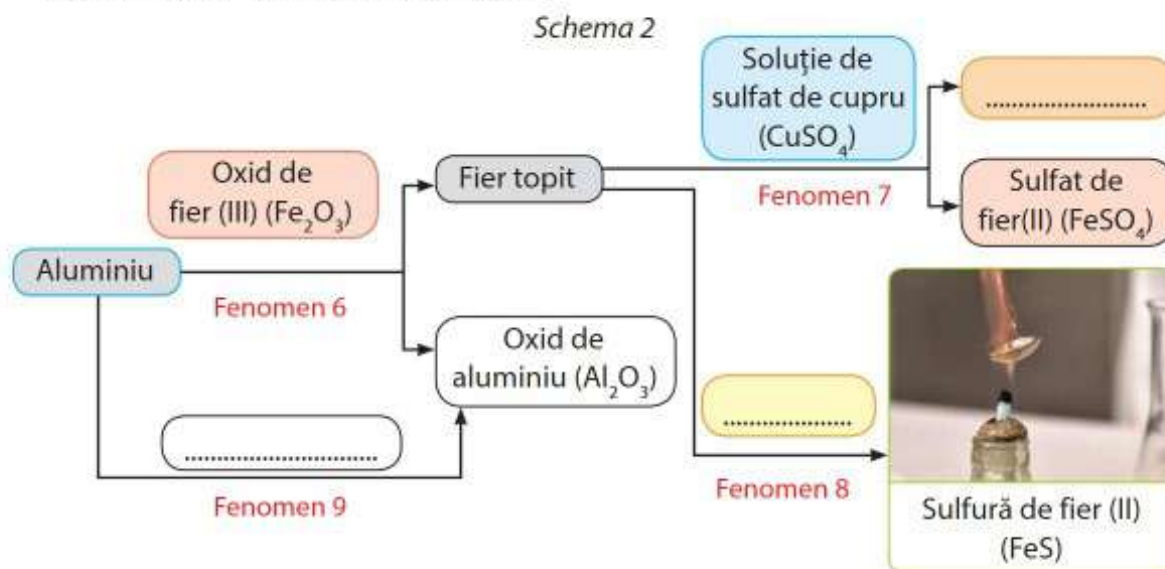 Schema 2
Soluție de
sulfat de cupru
(CuSO₄)
..........................
Oxid de
fier (III) (Fe₂O₃)
Fier topit
Fenomen 7
Sulfat de
fier(II) (FeSO₄)
Aluminiu
Fenomen 6
Oxid de
aluminiu (Al₂O₃)
..........................
Fenomen 9
....................
Fenomen 8
Sulfură de fier (II)
(FeS)